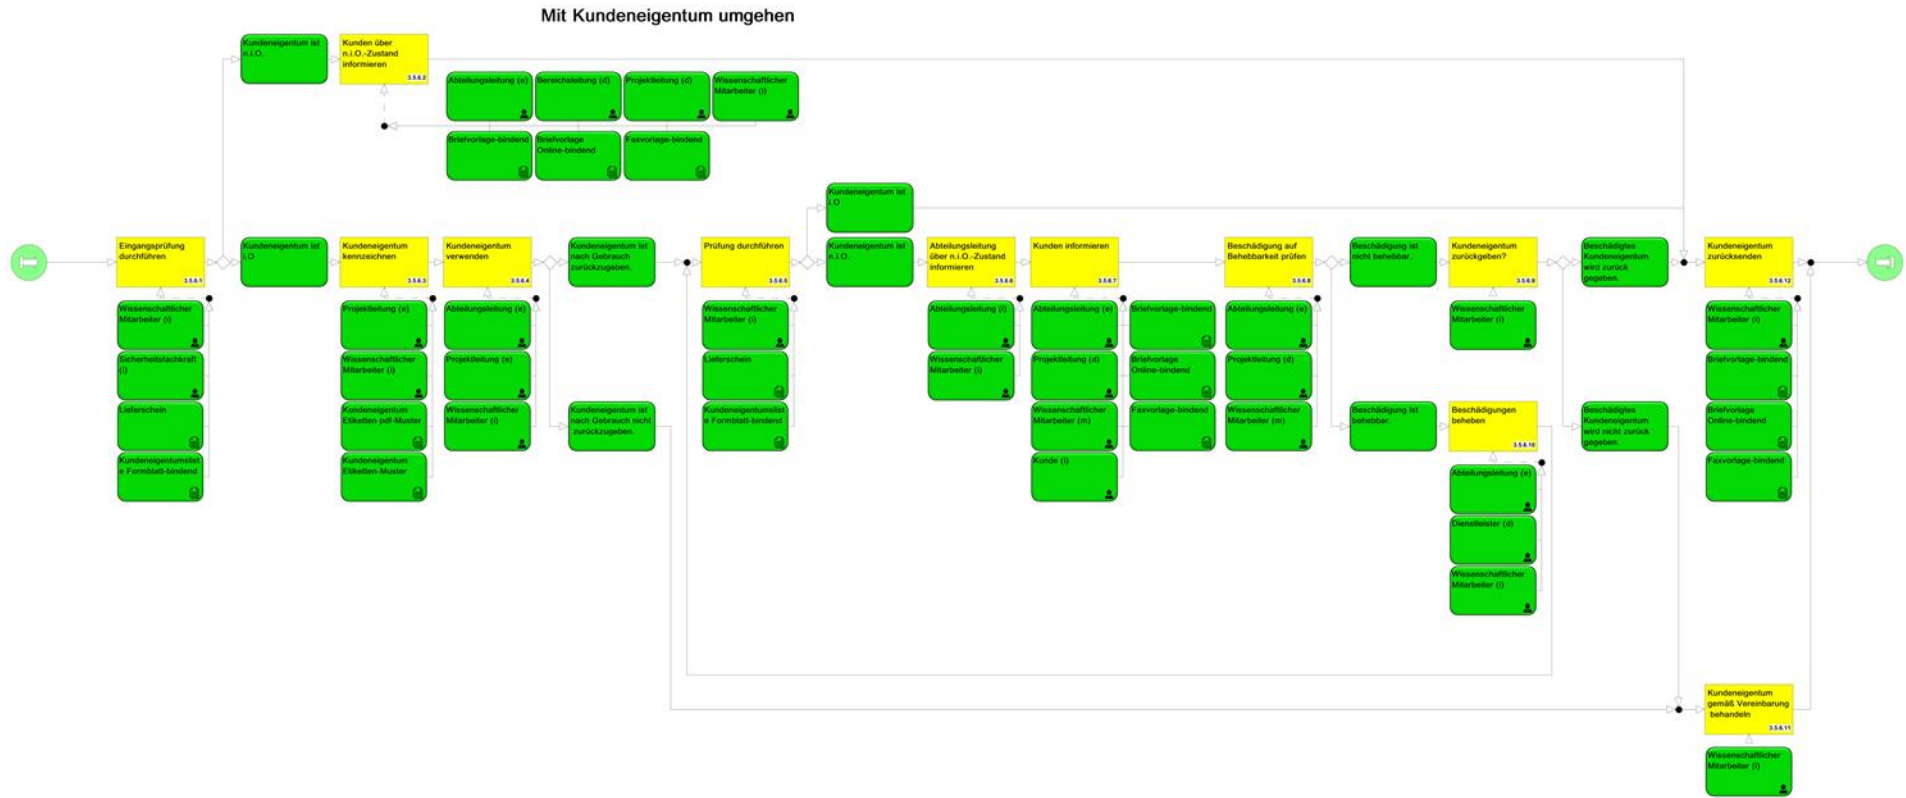 Mit Kundeneigentum umgehen
Kundeneigentum ist
n.i.O.
Kunden über
n.i.O.-Zustand
informieren
3.5.6.2
Abteilungsleitung (e)
Bereichsleitung (d)
Projektleitung (d)
Wissenschaftlicher
Mitarbeiter (i)
Briefvorlage-bindend
Briefvorlage
Online-bindend
Faxvorlage-bindend
Kundeneigentum ist
i.O
Eingangsprüfung
durchführen
3.5.6.1
Kundeneigentum ist
i.O
Kundeneigentum
kennzeichnen
3.5.6.3
Kundeneigentum
verwenden
3.5.6.4
Kundeneigentum ist
nach Gebrauch
zurückzugeben.
Prüfung durchführen
3.5.6.5
Kundeneigentum ist
n.i.O.
Abteilungsleitung
über n.i.O.-Zustand
informieren
3.5.6.6
Kunden informieren
3.5.6.7
Beschädigung auf
Behebbarkeit prüfen
3.5.6.8
Beschädigung ist
nicht behebbar.
Kundeneigentum
zurückgeben?
3.5.6.9
Beschädigtes
Kundeneigentum
wird zurück
gegeben.
Kundeneigentum
zurücksenden
3.5.6.12
Wissenschaftlicher
Mitarbeiter (i)
Sicherheitsfachkraft
(i)
Lieferschein
Kundeneigentumslist
e Formblatt-bindend
Projektleitung (e)
Wissenschaftlicher
Mitarbeiter (i)
Kundeneigentum
Etiketten pdf-Muster
Kundeneigentum
Etiketten-Muster
Abteilungsleitung (e)
Projektleitung (e)
Wissenschaftlicher
Mitarbeiter (i)
Kundeneigentum ist
nach Gebrauch nicht
zurückzugeben.
Wissenschaftlicher
Mitarbeiter (i)
Lieferschein
Kundeneigentumslist
e Formblatt-bindend
Abteilungsleitung (i)
Wissenschaftlicher
Mitarbeiter (i)
Abteilungsleitung (e)
Projektleitung (d)
Wissenschaftlicher
Mitarbeiter (m)
Kunde (i)
Briefvorlage-bindend
Briefvorlage
Online-bindend
Faxvorlage-bindend
Abteilungsleitung (e)
Projektleitung (d)
Wissenschaftlicher
Mitarbeiter (m)
Beschädigung ist
behebbar.
Wissenschaftlicher
Mitarbeiter (i)
Beschädigungen
beheben
3.5.6.10
Abteilungsleitung (e)
Dienstleister (d)
Wissenschaftlicher
Mitarbeiter (i)
Beschädigtes
Kundeneigentum
wird nicht zurück
gegeben.
Wissenschaftlicher
Mitarbeiter (i)
Briefvorlage-bindend
Briefvorlage
Online-bindend
Faxvorlage-bindend
Kundeneigentum
gemäß Vereinbarung
behandeln
3.5.6.11
Wissenschaftlicher
Mitarbeiter (i)